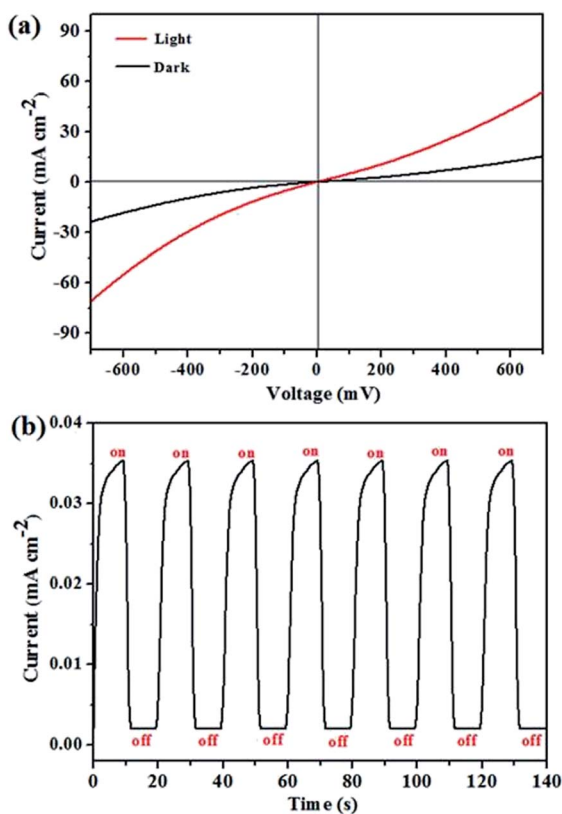 (a)
90
60
30
0
-30
-60
-90
Current (mA cm-2)
Light
Dark
-600 -400 -200 0 200 400 600
Voltage (mV)
(b)
0.04
0.03
0.02
0.01
0.00
Current (mA cm-2)
on on on on on on on
off off off off off off off
0 20 40 60 80 100 120 140
Time (s)